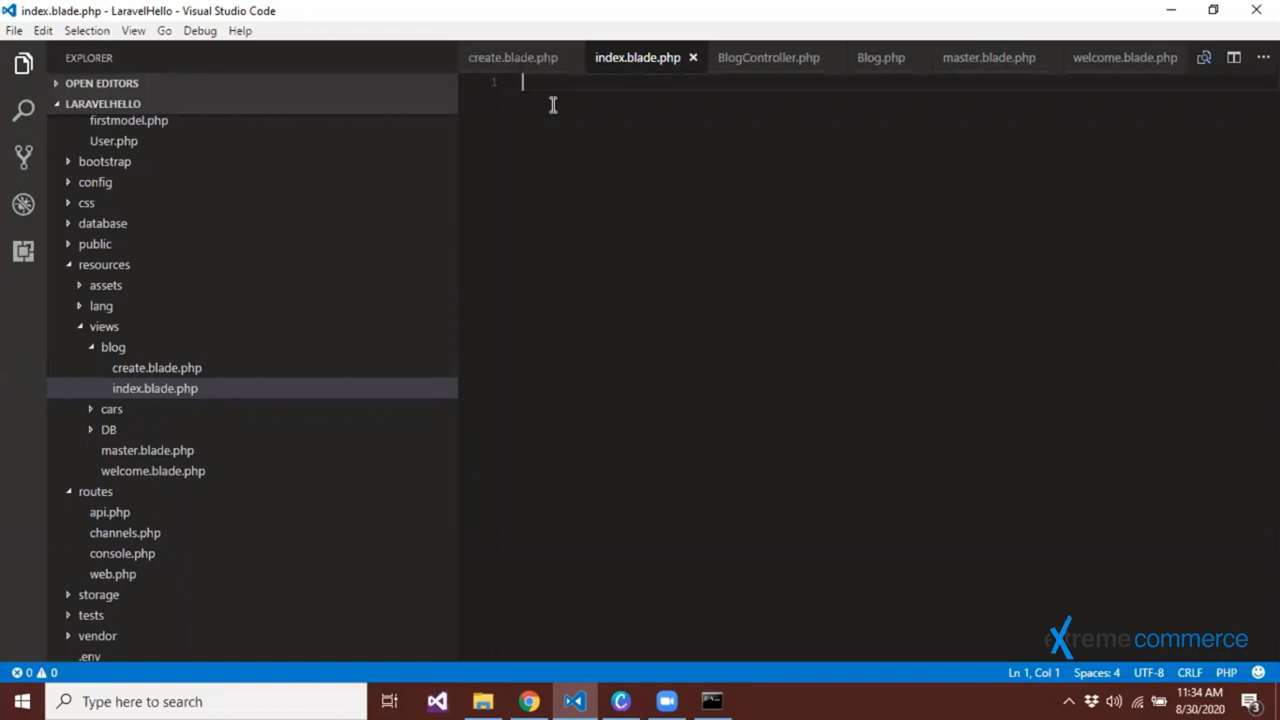 index.blade.php - LaravelHello - Visual Studio Code
File Edit Selection View Go Debug Help
EXPLORER
create.blade.php index.blade.php BlogController.php Blog.php master.blade.php welcome.blade.php
OPEN EDITORS
1
LARAVELHELLO
firstmodel.php
User.php
bootstrap
config
css
database
public
resources
assets
lang
views
blog
create.blade.php
index.blade.php
cars
DB
master.blade.php
welcome.blade.php
routes
api.php
channels.php
console.php
web.php
storage
tests
vendor
.env
extreme commerce
0 0 Ln 1, Col 1 Spaces: 4 UTF-8 CRLF PHP
Type here to search
11:34 AM
8/30/2020
3